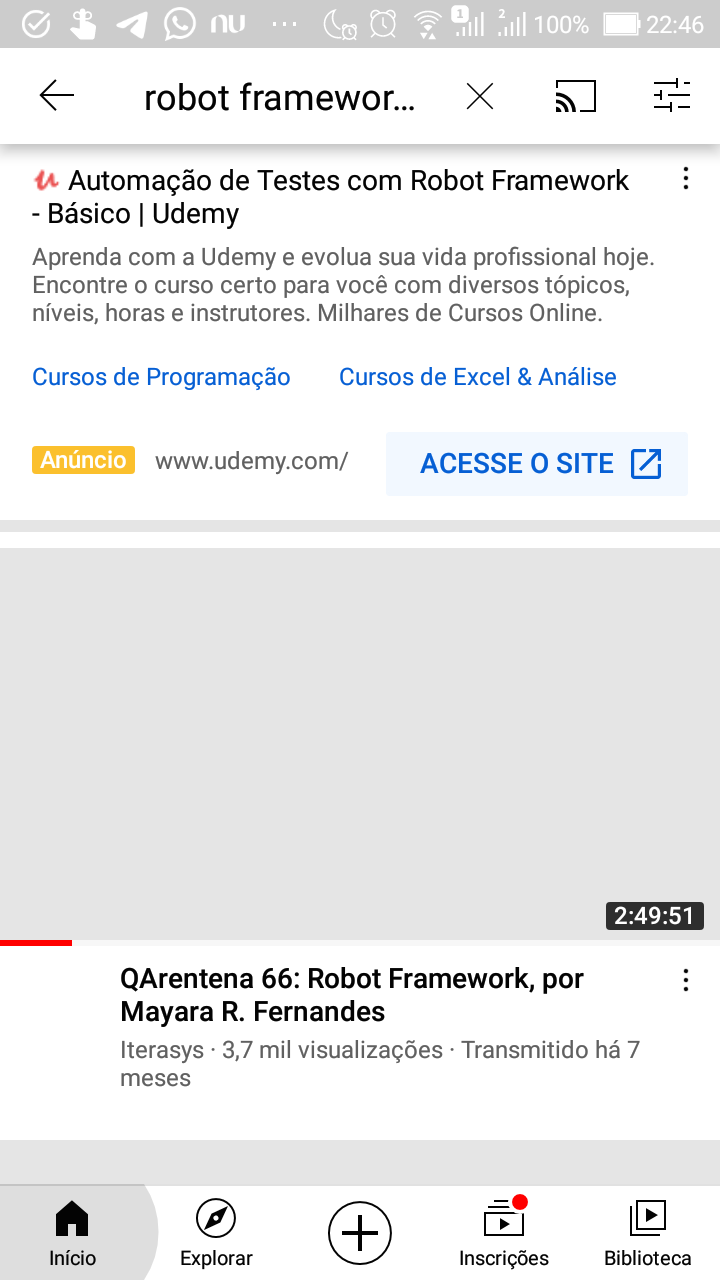 nu ... 1 2 100% 22:46
robot framewor...
u Automação de Testes com Robot Framework
- Básico | Udemy
Aprenda com a Udemy e evolua sua vida profissional hoje.
Encontre o curso certo para você com diversos tópicos,
níveis, horas e instrutores. Milhares de Cursos Online.
Cursos de Programação Cursos de Excel & Análise
Anúncio www.udemy.com/ ACESSE O SITE
2:49:51
QArentena 66: Robot Framework, por
Mayara R. Fernandes
Iterasys · 3,7 mil visualizações · Transmitido há 7
meses
Início Explorar Inscrições Biblioteca